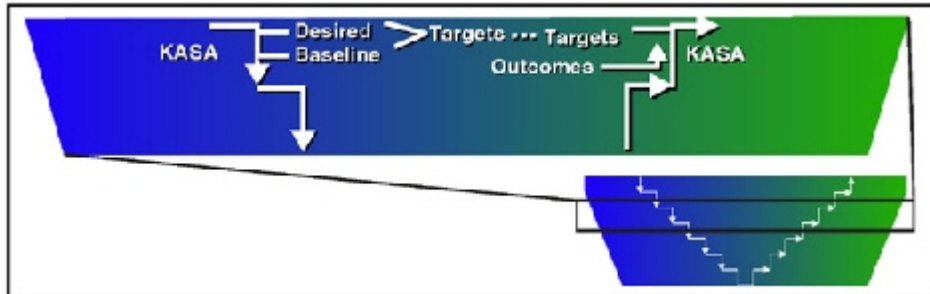 Desired Targets --- Targets
KASA Baseline KASA
Outcomes